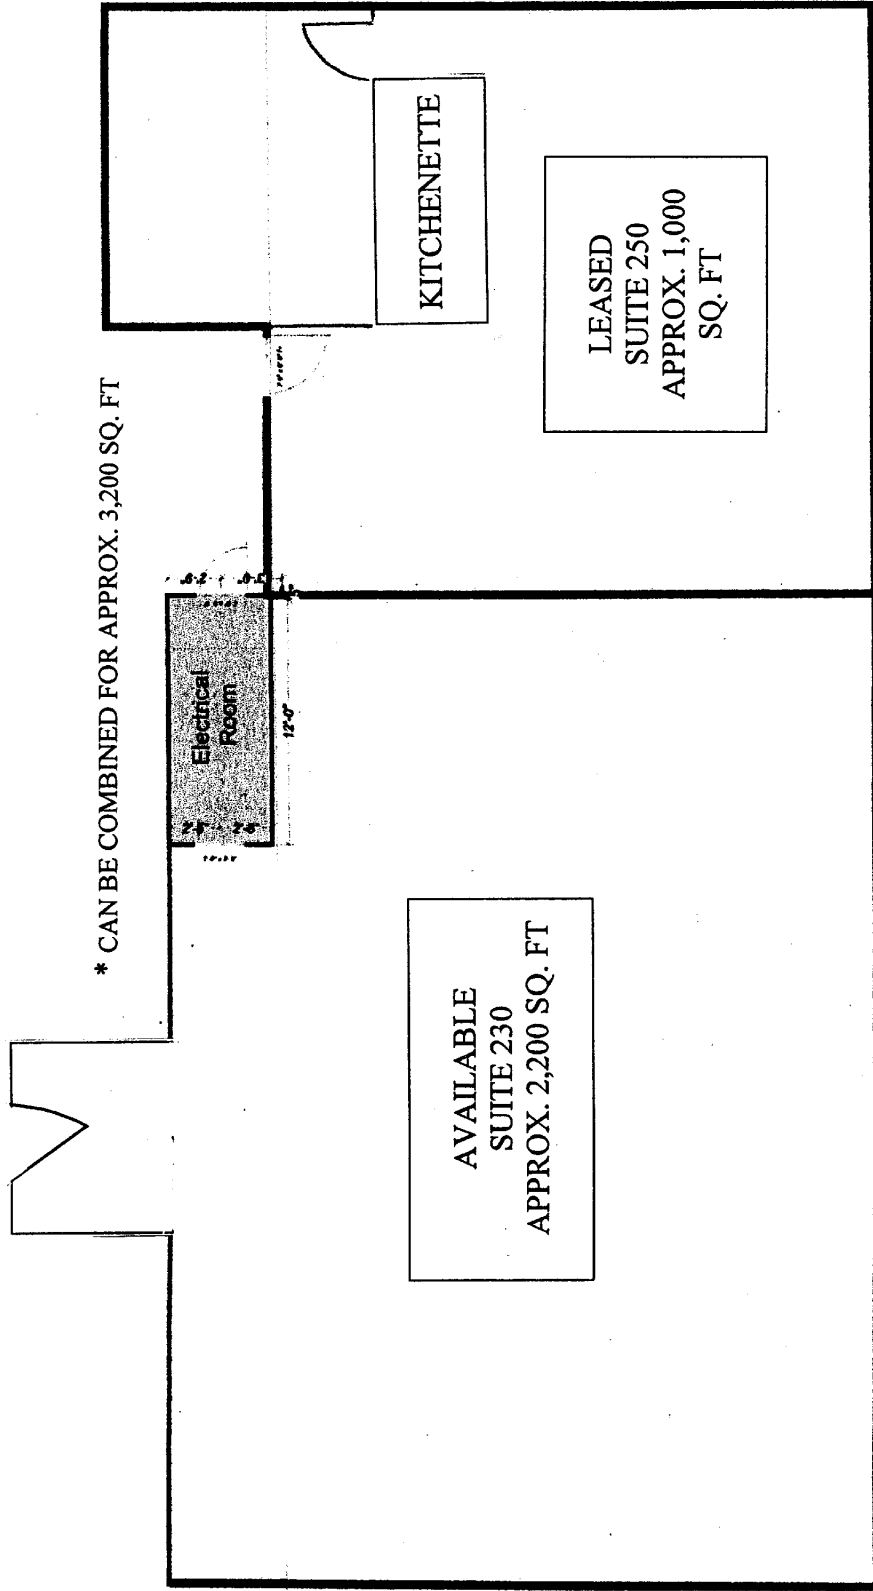 * CAN BE COMBINED FOR APPROX. 3,200 SQ. FT
KITCHENETTE
LEASED
SUITE 250
APPROX. 1,000
SQ. FT
Electrical
Room
12'-0"
AVAILABLE
SUITE 230
APPROX. 2,200 SQ. FT